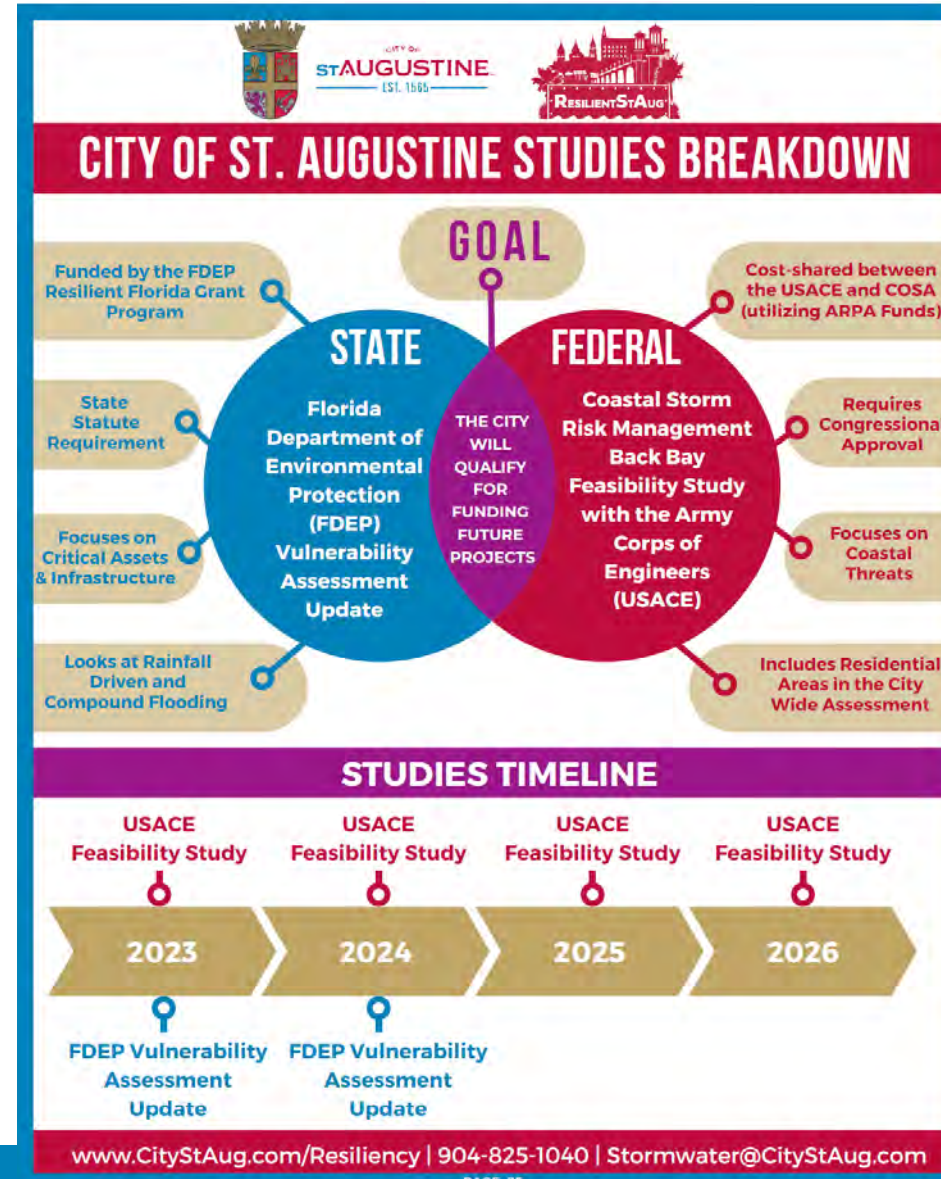 CITY OF
STAUGUSTINE
EST. 1565
RESILIENTSTAUG
CITY OF ST. AUGUSTINE STUDIES BREAKDOWN
GOAL
Funded by the FDEP
Resilient Florida Grant
Program
Cost-shared between
the USACE and COSA
(utilizing ARPA Funds)
State
Statute
Requirement
Requires
Congressional
Approval
Focuses on
Critical Assets
& Infrastructure
Focuses on
Coastal
Threats
Looks at Rainfall
Driven and
Compound Flooding
Includes Residential
Areas in the City
Wide Assessment
STATE
Florida
Department of
Environmental
Protection
(FDEP)
Vulnerability
Assessment
Update
THE CITY
WILL
QUALIFY
FOR
FUNDING
FUTURE
PROJECTS
FEDERAL
Coastal Storm
Risk Management
Back Bay
Feasibility Study
with the Army
Corps of
Engineers
(USACE)
STUDIES TIMELINE
USACE
Feasibility Study
USACE
Feasibility Study
USACE
Feasibility Study
USACE
Feasibility Study
2023
2024
2025
2026
FDEP Vulnerability
Assessment
Update
FDEP Vulnerability
Assessment
Update
www.CityStAug.com/Resiliency | 904-825-1040 | Stormwater@CityStAug.com